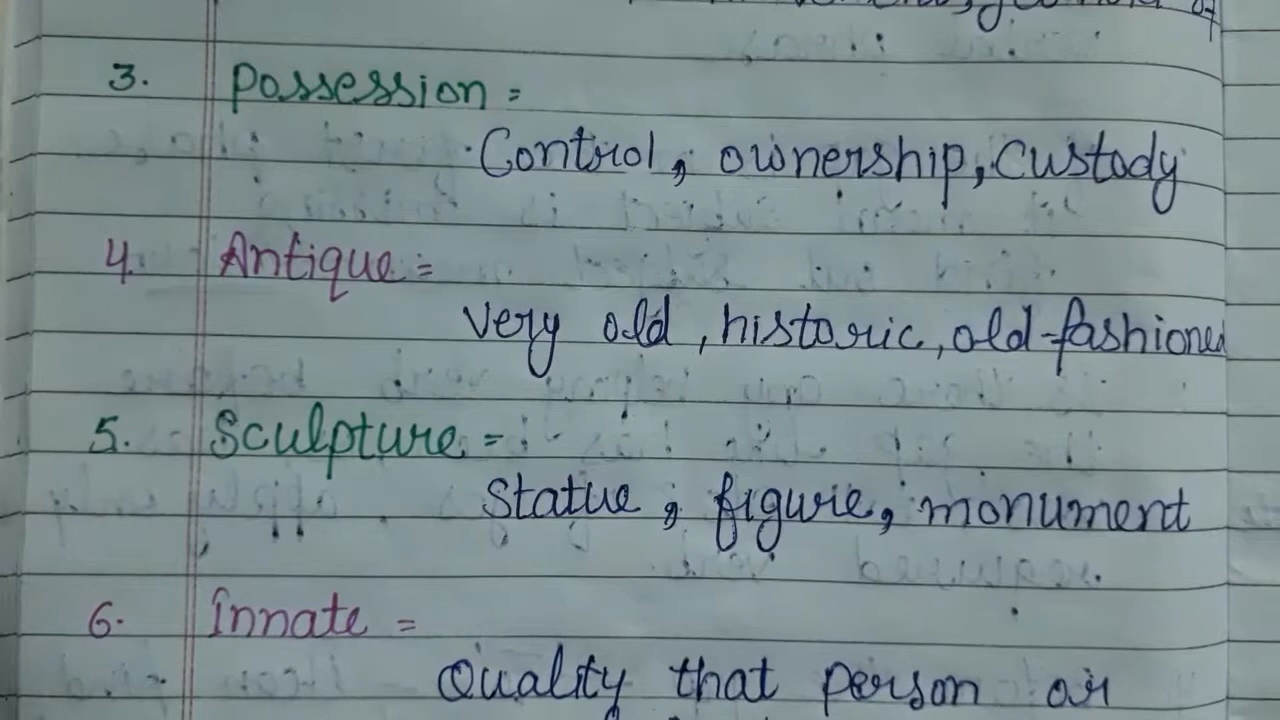 3. Possession =
Control, ownership, Custody
4. Antique =
very old, historic, old-fashioned
5. Sculpture =
Statue, figure, monument
6. Innate =
Quality that person or